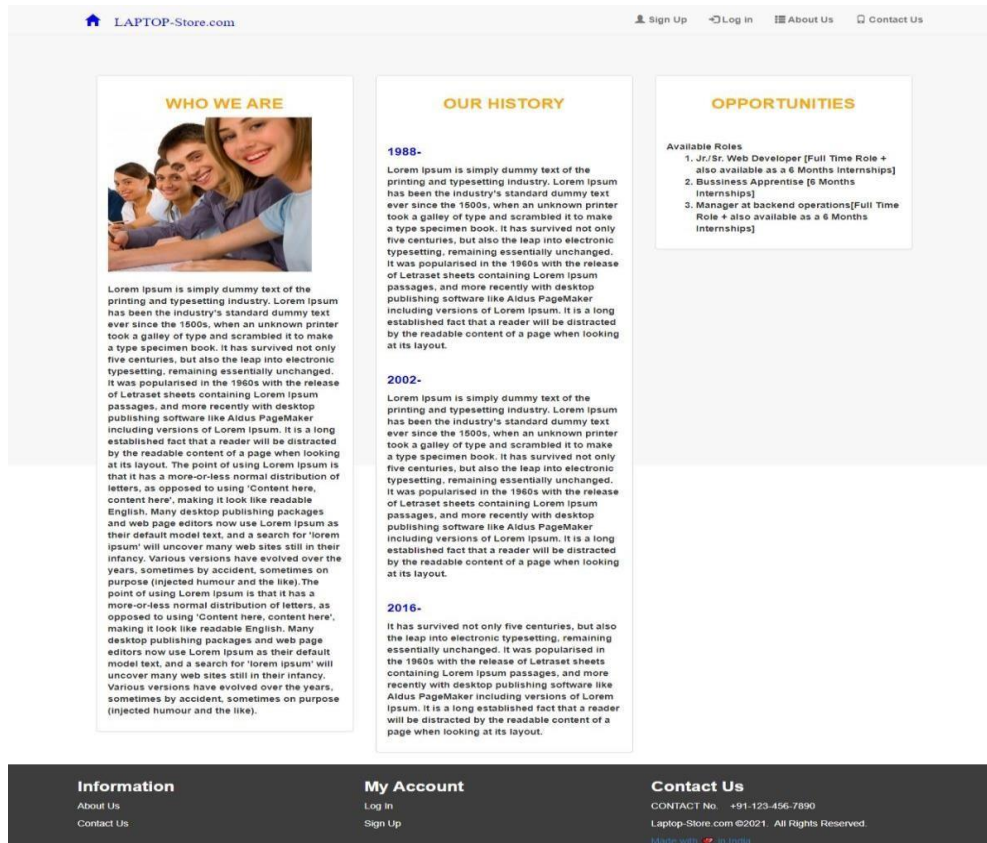 LAPTOP-Store.com
Sign Up
Log in
About Us
Contact Us
WHO WE ARE
Lorem Ipsum is simply dummy text of the
printing and typesetting industry. Lorem Ipsum
has been the industry's standard dummy text
ever since the 1500s, when an unknown printer
took a galley of type and scrambled it to make
a type specimen book. It has survived not only
five centuries, but also the leap into electronic
typesetting, remaining essentially unchanged.
It was popularised in the 1960s with the release
of Letraset sheets containing Lorem Ipsum
passages, and more recently with desktop
publishing software like Aldus PageMaker
including versions of Lorem Ipsum. It is a long
established fact that a reader will be distracted
by the readable content of a page when looking
at its layout. The point of using Lorem Ipsum is
that it has a more-or-less normal distribution of
letters, as opposed to using 'Content here,
content here', making it look like readable
English. Many desktop publishing packages
and web page editors now use Lorem Ipsum as
their default model text, and a search for 'lorem
ipsum' will uncover many web sites still in their
infancy. Various versions have evolved over the
years, sometimes by accident, sometimes on
purpose (injected humour and the like).The
point of using Lorem Ipsum is that it has a
more-or-less normal distribution of letters, as
opposed to using 'Content here, content here',
making it look like readable English. Many
desktop publishing packages and web page
editors now use Lorem Ipsum as their default
model text, and a search for 'lorem ipsum' will
uncover many web sites still in their infancy.
Various versions have evolved over the years,
sometimes by accident, sometimes on purpose
(injected humour and the like).
OUR HISTORY
1988-
Lorem Ipsum is simply dummy text of the
printing and typesetting industry. Lorem Ipsum
has been the industry's standard dummy text
ever since the 1500s, when an unknown printer
took a galley of type and scrambled it to make
a type specimen book. It has survived not only
five centuries, but also the leap into electronic
typesetting, remaining essentially unchanged.
It was popularised in the 1960s with the release
of Letraset sheets containing Lorem Ipsum
passages, and more recently with desktop
publishing software like Aldus PageMaker
including versions of Lorem Ipsum. It is a long
established fact that a reader will be distracted
by the readable content of a page when looking
at its layout.
2002-
Lorem Ipsum is simply dummy text of the
printing and typesetting industry. Lorem Ipsum
has been the industry's standard dummy text
ever since the 1500s, when an unknown printer
took a galley of type and scrambled it to make
a type specimen book. It has survived not only
five centuries, but also the leap into electronic
typesetting, remaining essentially unchanged.
It was popularised in the 1960s with the release
of Letraset sheets containing Lorem Ipsum
passages, and more recently with desktop
publishing software like Aldus PageMaker
including versions of Lorem Ipsum. It is a long
established fact that a reader will be distracted
by the readable content of a page when looking
at its layout.
2016-
It has survived not only five centuries, but also
the leap into electronic typesetting, remaining
essentially unchanged. It was popularised in
the 1960s with the release of Letraset sheets
containing Lorem Ipsum passages, and more
recently with desktop publishing software like
Aldus PageMaker including versions of Lorem
Ipsum. It is a long established fact that a reader
will be distracted by the readable content of a
page when looking at its layout.
OPPORTUNITIES
Available Roles
1. Jr./Sr. Web Developer [Full Time Role +
also available as a 6 Months Internships]
2. Bussiness Apprentise [6 Months
Internships]
3. Manager at backend operations[Full Time
Role + also available as a 6 Months
Internships]
Information
About Us
Contact Us
My Account
Log In
Sign Up
Contact Us
CONTACT No. +91-123-456-7890
Laptop-Store.com ©2021. All Rights Reserved.
Made with in India